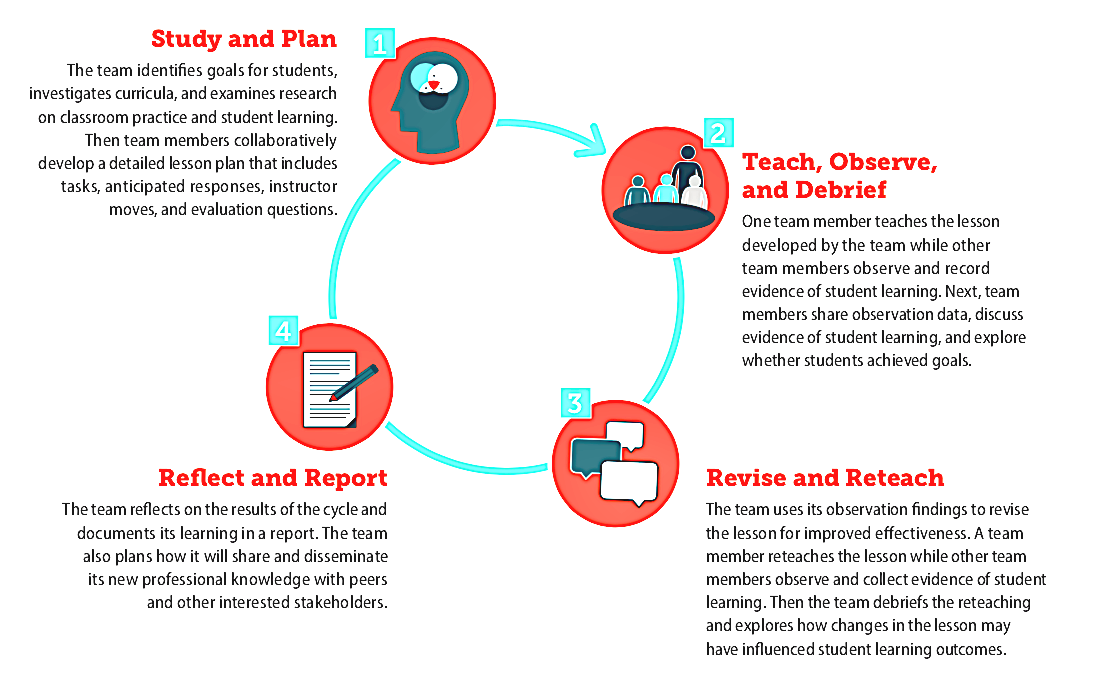 1
Study and Plan
The team identifies goals for students,
investigates curricula, and examines research
on classroom practice and student learning.
Then team members collaboratively
develop a detailed lesson plan that includes
tasks, anticipated responses, instructor
moves, and evaluation questions.
2
Teach, Observe,
and Debrief
One team member teaches the lesson
developed by the team while other
team members observe and record
evidence of student learning. Next, team
members share observation data, discuss
evidence of student learning, and explore
whether students achieved goals.
3
Revise and Reteach
The team uses its observation findings to revise
the lesson for improved effectiveness. A team
member reteaches the lesson while other team
members observe and collect evidence of student
learning. Then the team debriefs the reteaching
and explores how changes in the lesson may
have influenced student learning outcomes.
4
Reflect and Report
The team reflects on the results of the cycle and
documents its learning in a report. The team
also plans how it will share and disseminate
its new professional knowledge with peers
and other interested stakeholders.